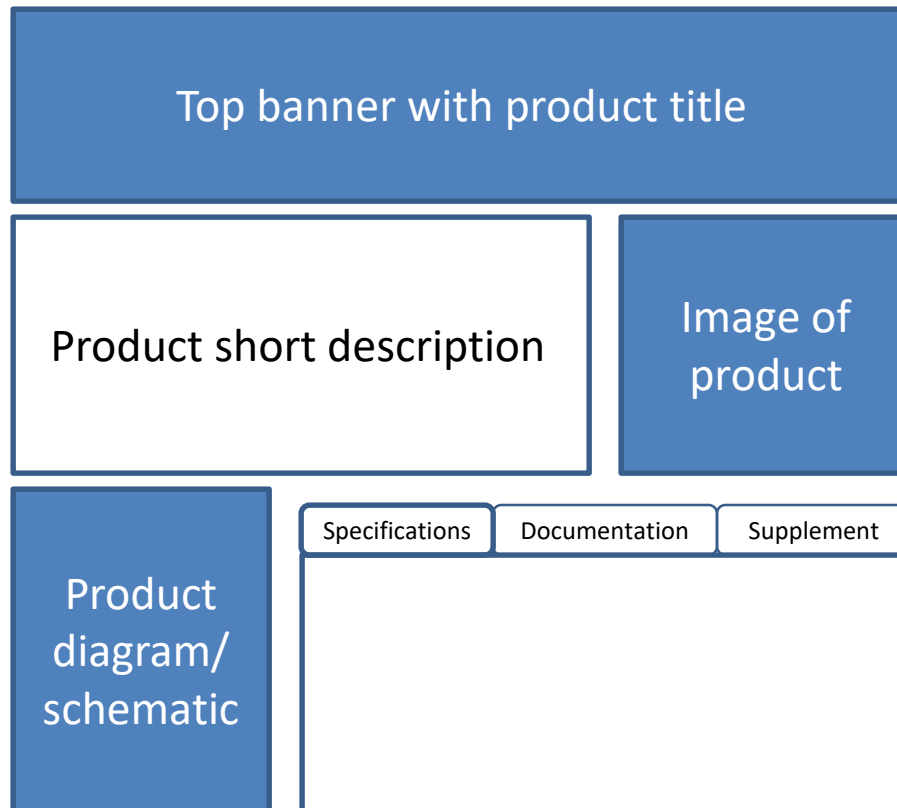 Top banner with product title
Product short description
Image of
product
Product
diagram/
schematic
Specifications
Documentation
Supplement